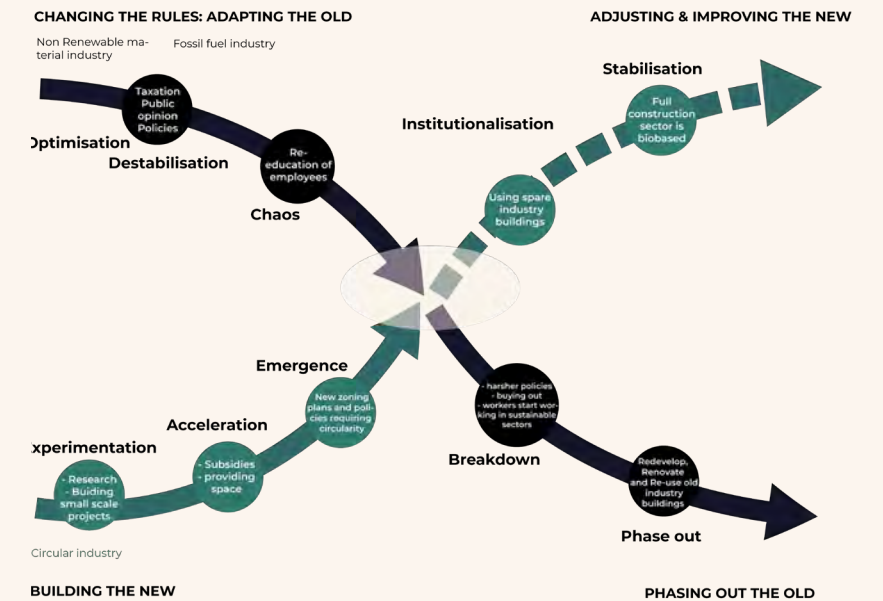 CHANGING THE RULES: ADAPTING THE OLD
ADJUSTING & IMPROVING THE NEW
Non Renewable ma-
terial industry
Fossil fuel industry
Stabilisation
Taxation
Public
opinion
Policies
Full
construction
sector is
biobased
Institutionalisation
Optimisation
Destabilisation
Re-
education of
employees
Chaos
Using spare
industry
buildings
Emergence
New zoning
plans and poli-
cies requiring
circularity
- harsher policies
- buying out
- workers start wor-
king in sustainable
sectors
Acceleration
xperimentation
- Subsidies
- providing
space
Breakdown
- Research
- Buiding
small scale
projects
Redevelop,
Renovate
and Re-use old
industry
buildings
Phase out
Circular industry
BUILDING THE NEW
PHASING OUT THE OLD